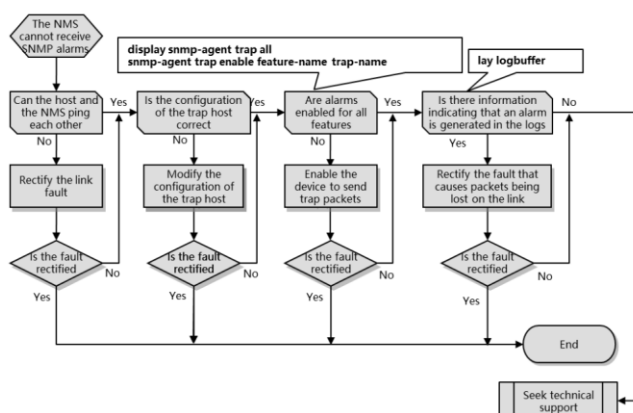 The NMS
cannot receive
SNMP alarms
display snmp-agent trap all
snmp-agent trap enable feature-name trap-name
lay logbuffer
Can the host and
the NMS ping
each other
Yes
No
Is the configuration
of the trap host
correct
Yes
No
Are alarms
enabled for all
features
Yes
No
Is there information
indicating that an alarm
is generated in the logs
No
Yes
Rectify the link
fault
Modify the
configuration of
the trap host
Enable the
device to send
trap packets
Rectify the fault that
causes packets being
lost on the link
Is the fault
rectified
No
Yes
Is the fault
rectified
No
Yes
Is the fault
rectified
No
Yes
Is the fault
rectified
No
Yes
End
Seek technical
support